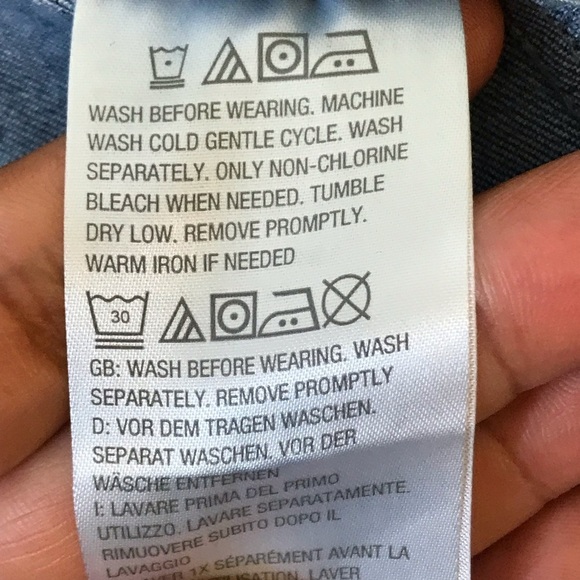 WASH BEFORE WEARING. MACHINE
WASH COLD GENTLE CYCLE. WASH
SEPARATELY. ONLY NON-CHLORINE
BLEACH WHEN NEEDED. TUMBLE
DRY LOW. REMOVE PROMPTLY.
WARM IRON IF NEEDED
30
GB: WASH BEFORE WEARING. WASH
SEPARATELY. REMOVE PROMPTLY
D: VOR DEM TRAGEN WASCHEN.
SEPARAT WASCHEN. VOR DER
WÄSCHE ENTFERNEN
I: LAVARE PRIMA DEL PRIMO
UTILIZZO. LAVARE SEPARATAMENTE.
RIMUOVERE SUBITO DOPO IL
LAVAGGIO
1X SÉPARÉMENT AVANT LA
LAVER